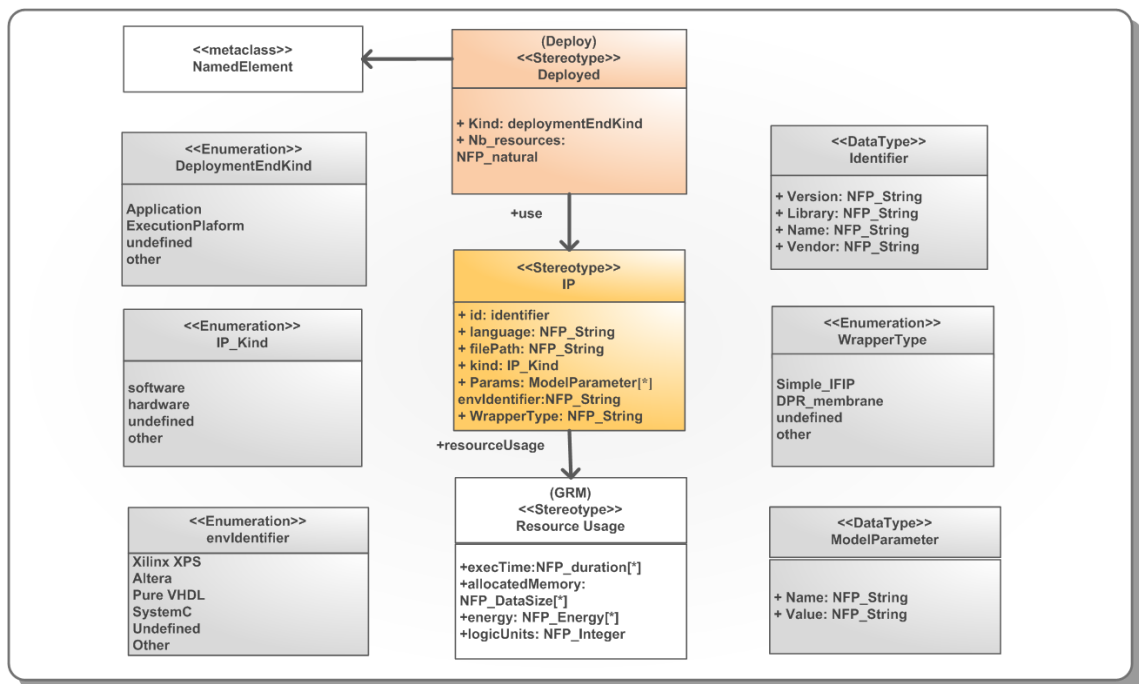 <<metaclass>>
NamedElement
(Deploy)
<<Stereotype>>
Deployed
+ Kind: deploymentEndKind
+ Nb_resources:
NFP_natural
<<Enumeration>>
DeploymentEndKind
Application
ExecutionPlaform
undefined
other
<<DataType>>
Identifier
+ Version: NFP_String
+ Library: NFP_String
+ Name: NFP_String
+ Vendor: NFP_String
+use
<<Stereotype>>
IP
+ id: identifier
+ language: NFP_String
+ filePath: NFP_String
+ kind: IP_Kind
+ Params: ModelParameter[*]
envIdentifier:NFP_String
+ WrapperType: NFP_String
<<Enumeration>>
IP_Kind
software
hardware
undefined
other
<<Enumeration>>
WrapperType
Simple_IFIP
DPR_membrane
undefined
other
+resourceUsage
(GRM)
<<Stereotype>>
Resource Usage
+execTime:NFP_duration[*]
+allocatedMemory:
NFP_DataSize[*]
+energy: NFP_Energy[*]
+logicUnits: NFP_Integer
<<Enumeration>>
envIdentifier
Xilinx XPS
Altera
Pure VHDL
SystemC
Undefined
Other
<<DataType>>
ModelParameter
+ Name: NFP_String
+ Value: NFP_String